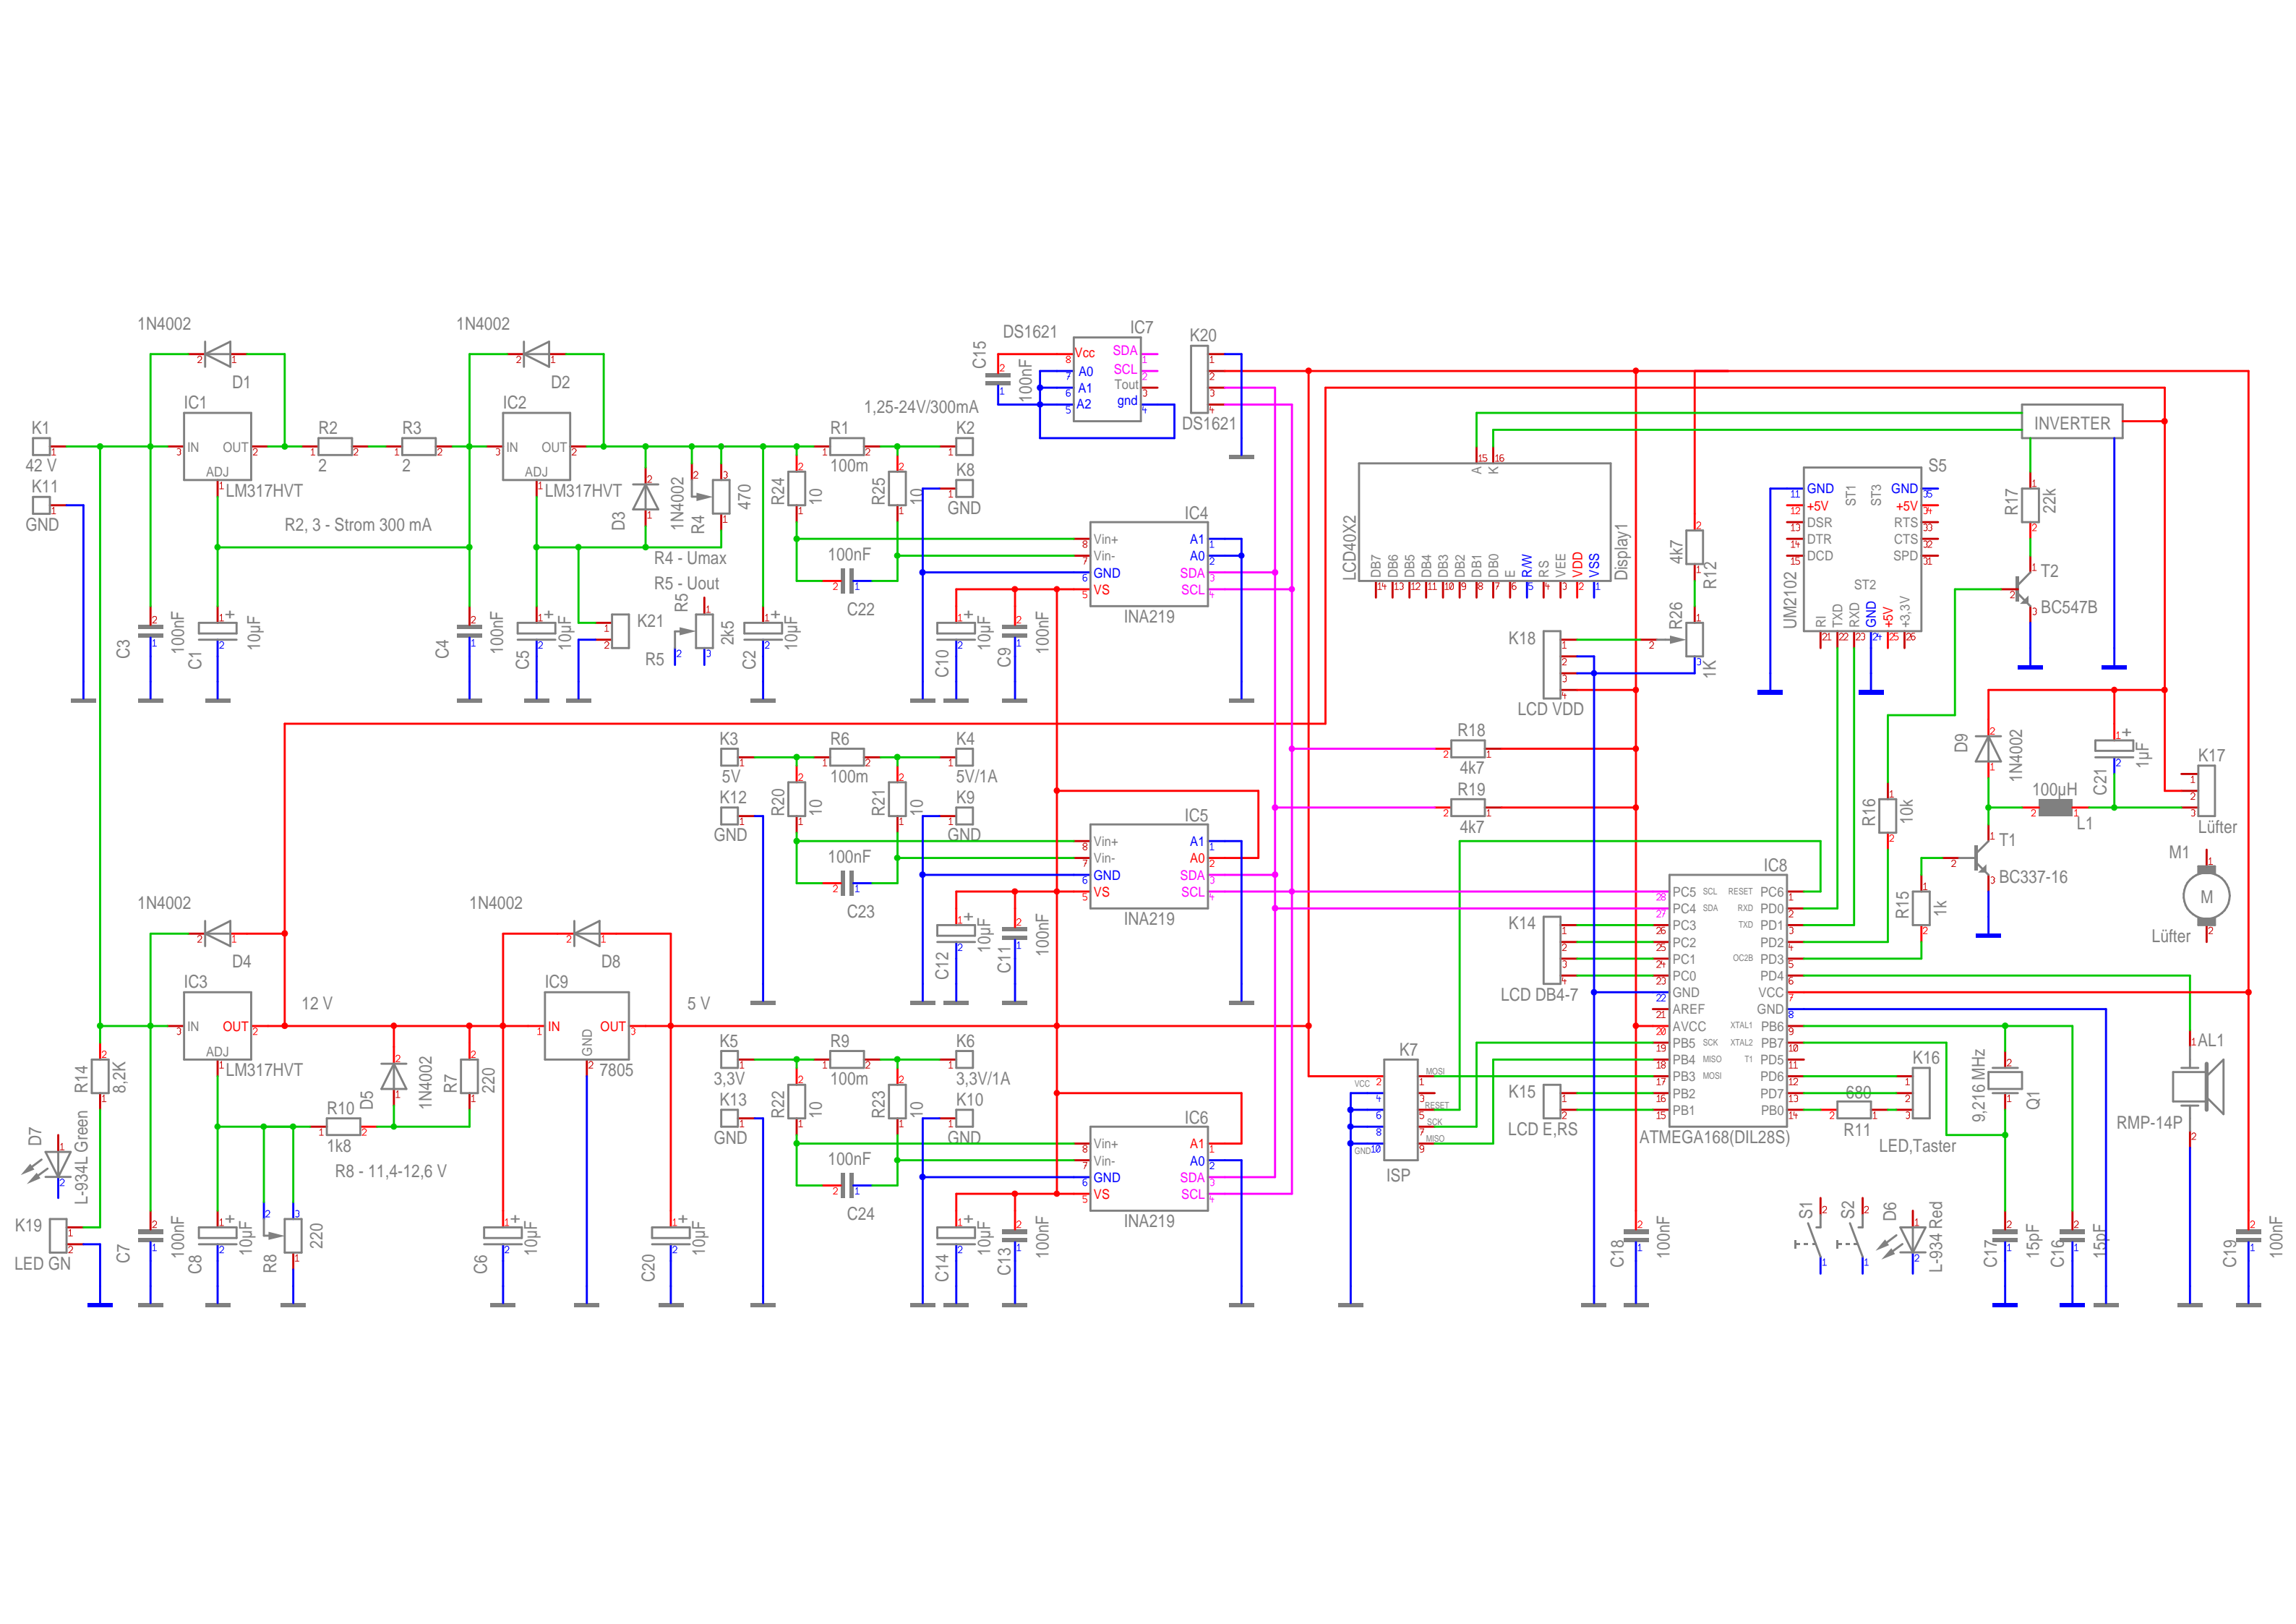 1N4002
D1
1N4002
D2
IC1
IN
OUT
ADJ
LM317HVT
IC2
IN
OUT
ADJ
LM317HVT
K1
42 V
K11
GND
R2
2
R3
2
R2, 3 - Strom 300 mA
C3
100nF
C1
10µF
C4
100nF
C5
10µF
D3
1N4002
R4
470
R4 - Umax
R5 - Uout
R5
R5
2k5
K21
C2
10µF
1,25-24V/300mA
R1
100m
K2
K8
GND
R24
10
R25
10
100nF
C22
IC4
Vin+
Vin-
GND
VS
A1
A0
SDA
SCL
INA219
C10
10µF
C9
100nF
DS1621
IC7
Vcc
A0
A1
A2
SDA
SCL
Tout
gnd
C15
100nF
K20
DS1621
LCD40X2
A
K
DB7
DB6
DB5
DB4
DB3
DB2
DB1
DB0
E
R/W
RS
VEE
VDD
VSS
Display1
4k7
R12
R26
1K
K18
LCD VDD
INVERTER
R17
22k
T2
BC547B
S5
UM2102
GND
+5V
DSR
DTR
DCD
ST1
ST3
GND
+5V
RTS
CTS
SPD
ST2
RI
TXD
RXD
GND
+5V
+3,3V
K3
5V
K12
GND
R6
100m
K4
5V/1A
K9
GND
R20
10
R21
10
100nF
C23
IC5
Vin+
Vin-
GND
VS
A1
A0
SDA
SCL
INA219
C12
10µF
C11
100nF
R18
4k7
R19
4k7
D9
1N4002
C21
1µF
K17
Lüfter
100µH
L1
R16
10k
T1
BC337-16
R15
1k
M1
M
Lüfter
1N4002
D4
IC3
IN
OUT
ADJ
LM317HVT
12 V
1N4002
D8
IC9
IN
OUT
GND
7805
5 V
R14
8,2K
D7
L-934L Green
K19
LED GN
C7
100nF
C8
10µF
R8
220
R10
1k8
R8 - 11,4-12,6 V
D5
1N4002
R7
220
C6
10µF
C20
10µF
K5
3,3V
K13
GND
R9
100m
K6
3,3V/1A
K10
GND
R22
10
R23
10
100nF
C24
IC6
Vin+
Vin-
GND
VS
A1
A0
SDA
SCL
INA219
C14
10µF
C13
100nF
K7
VCC
GND
MOSI
RESET
SCK
MISO
ISP
K14
LCD DB4-7
K15
LCD E,RS
IC8
PC5 SCL RESET PC6
PC4 SDA RXD PD0
PC3 TXD PD1
PC2 PD2
PC1 OC2B PD3
PC0 PD4
GND VCC
AREF GND
AVCC XTAL1 PB6
PB5 SCK XTAL2 PB7
PB4 MISO T1 PD5
PB3 MOSI PD6
PB2 PD7
PB1 PB0
ATMEGA168(DIL28S)
K16
680
R11
LED,Taster
9,216 MHz
Q1
AL1
RMP-14P
S1
S2
D6
L-934 Red
C18
100nF
C17
15pF
C16
15pF
C19
100nF